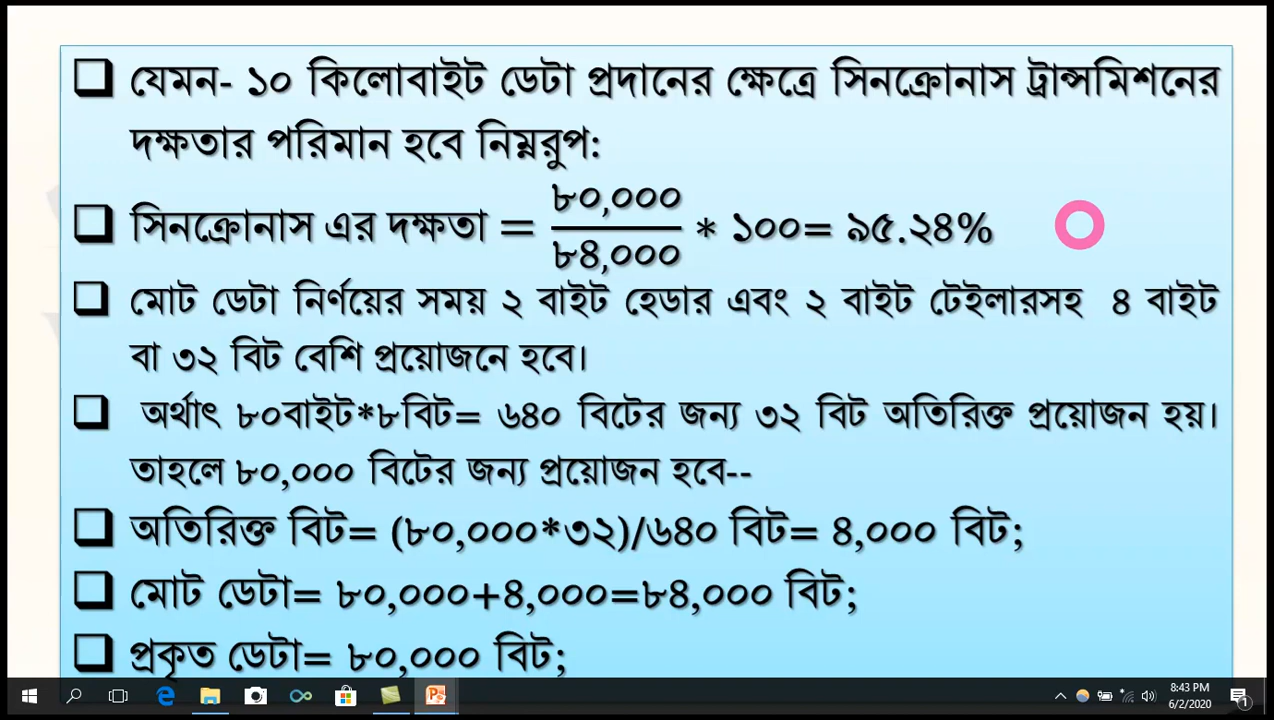 যেমন- ১০ কিলোবাইট ডেটা প্রদানের ক্ষেত্রে সিনক্রোনাস ট্রান্সমিশনের
দক্ষতার পরিমান হবে নিম্নরুপ:
সিনক্রোনাস এর দক্ষতা = ৮০,০০০/৮৪,০০০ * ১০০= ৯৫.২৪%
মোট ডেটা নির্ণয়ের সময় ২ বাইট হেডার এবং ২ বাইট টেইলারসহ ৪ বাইট
বা ৩২ বিট বেশি প্রয়োজনে হবে।
অর্থাৎ ৮০বাইট*৮বিট= ৬৪০ বিটের জন্য ৩২ বিট অতিরিক্ত প্রয়োজন হয়।
তাহলে ৮০,০০০ বিটের জন্য প্রয়োজন হবে--
অতিরিক্ত বিট= (৮০,০০০*৩২)/৬৪০ বিট= ৪,০০০ বিট;
মোট ডেটা= ৮০,০০০+৪,০০০=৮৪,০০০ বিট;
প্রকৃত ডেটা= ৮০,০০০ বিট;
8:43 PM
6/2/2020
1